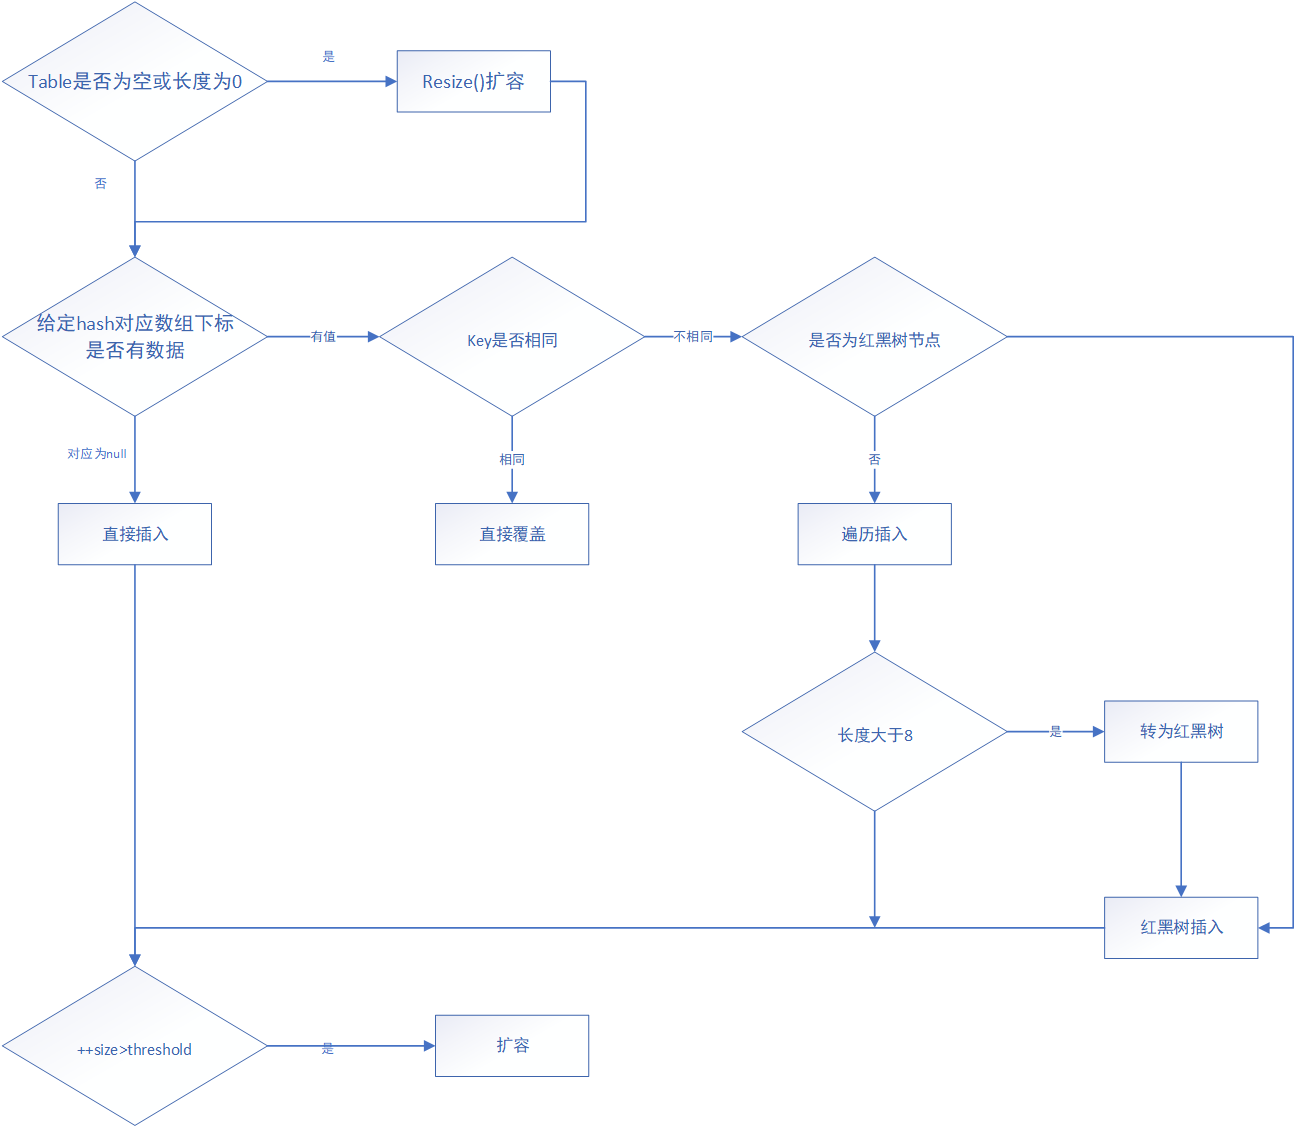 是
Table是否为空或长度为0
Resize()扩容
否
给定hash对应数组下标
是否有数据
有值
Key是否相同
不相同
是否为红黑树节点
对应为null
相同
否
直接插入
直接覆盖
遍历插入
长度大于8
是
转为红黑树
红黑树插入
++size>threshold
是
扩容